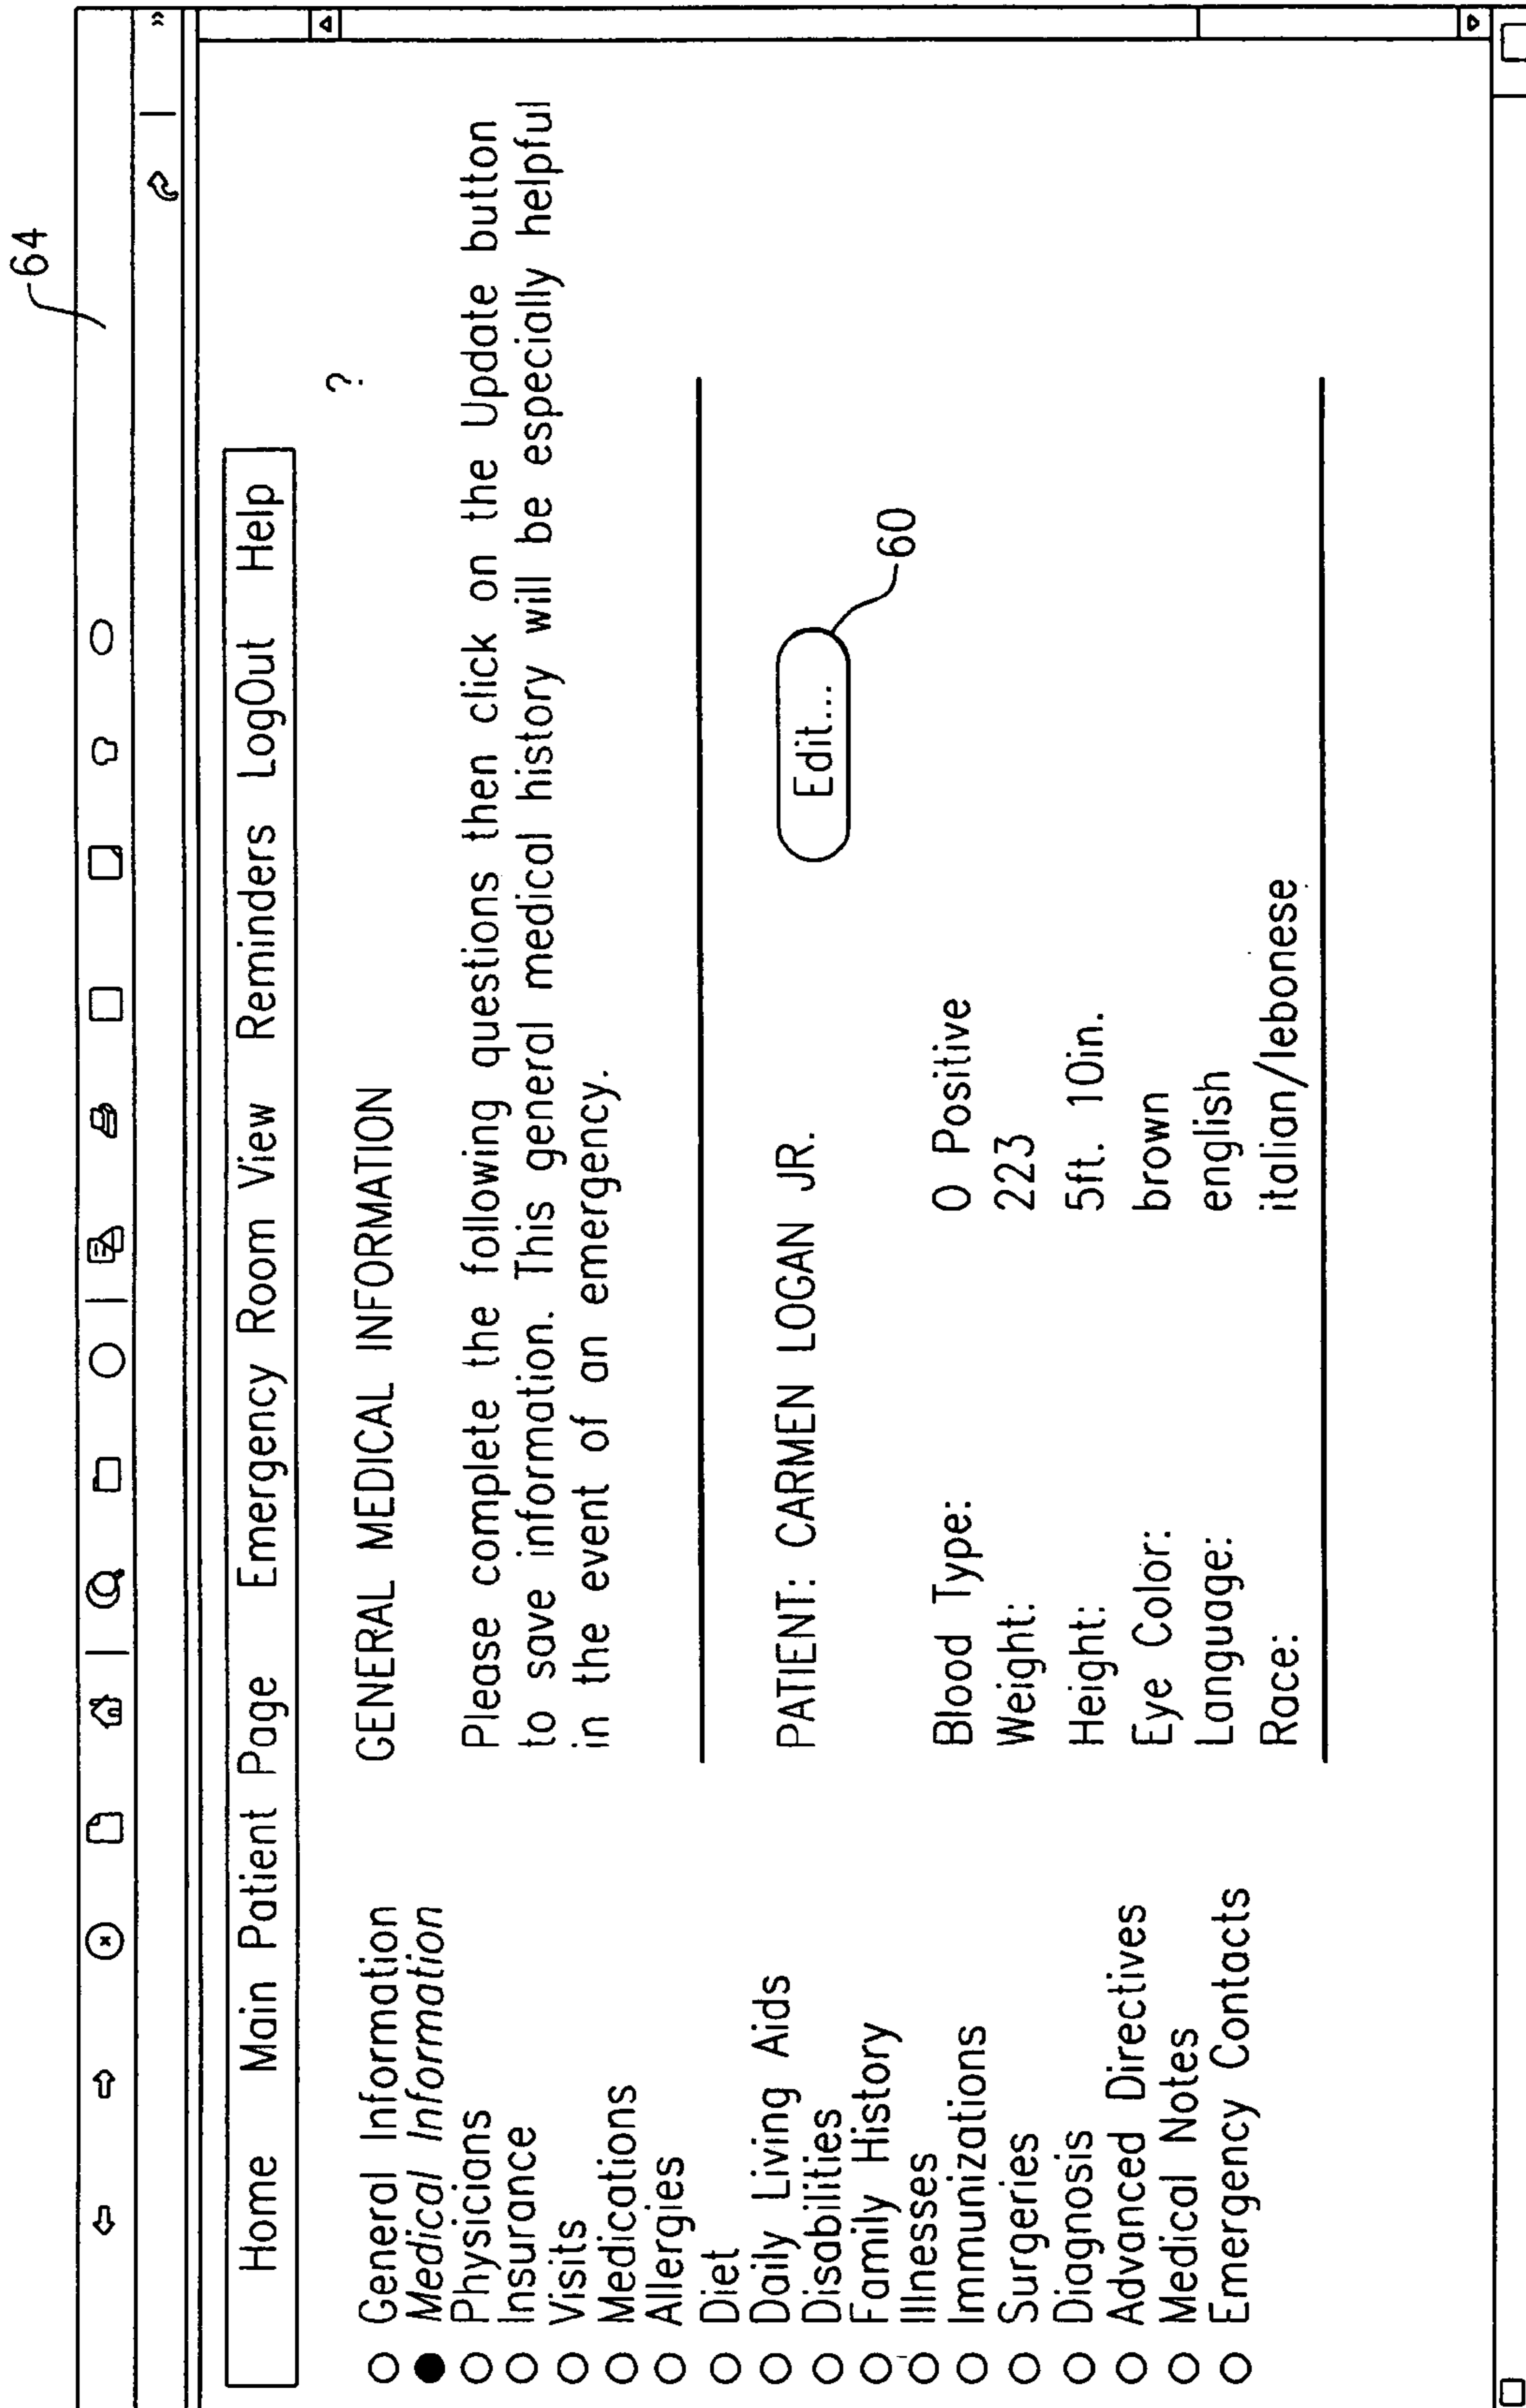 64
»
Home Main Patient Page Emergency Room View Reminders LogOut Help
?
General Information
Medical Information
Physicians
Insurance
Visits
Medications
Allergies
Diet
Daily Living Aids
Disabilities
Family History
Illnesses
Immunizations
Surgeries
Diagnosis
Advanced Directives
Medical Notes
Emergency Contacts
GENERAL MEDICAL INFORMATION
Please complete the following questions then click on the Update button
to save information. This general medical history will be especially helpful
in the event of an emergency.
PATIENT: CARMEN LOGAN JR.
Edit...
60
Blood Type: O Positive
Weight: 223
Height: 5ft. 10in.
Eye Color: brown
Language: english
Race: italian/lebonese